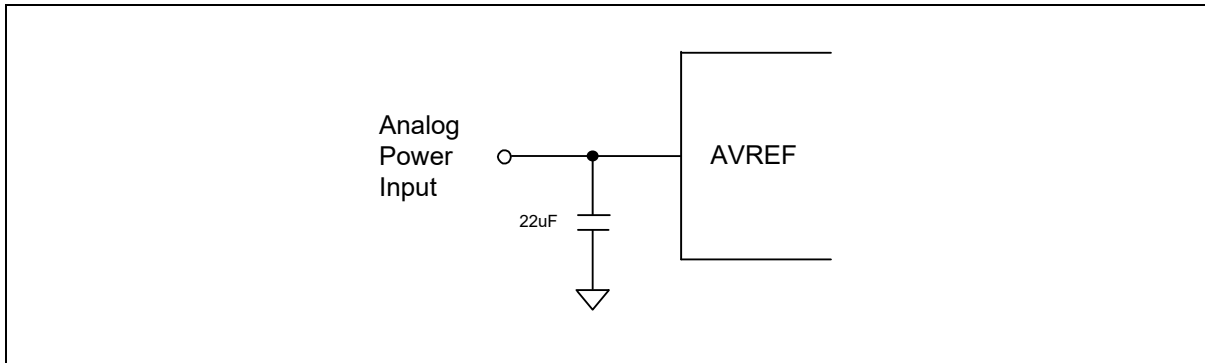 Analog
Power
Input
AVREF
22uF